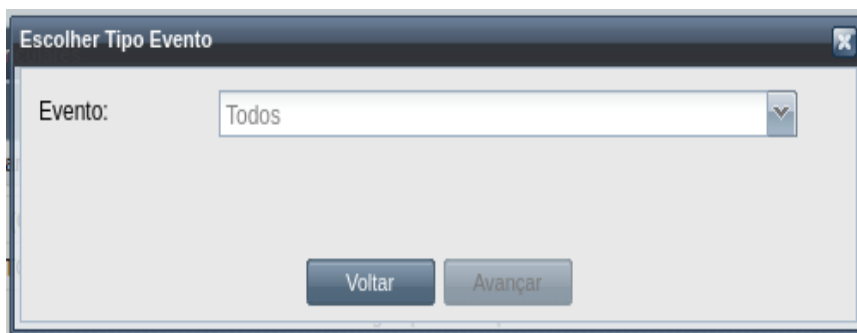 Escolher Tipo Evento
Evento:
Todos
Voltar
Avançar